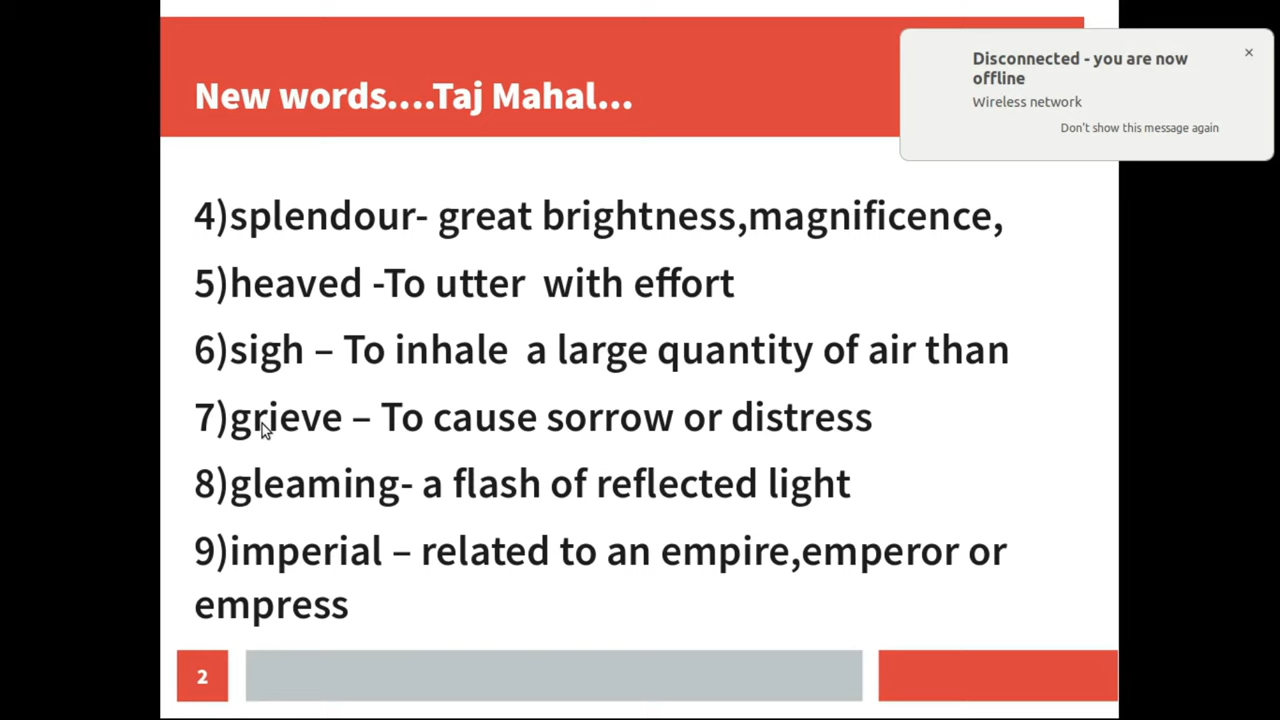 New words....Taj Mahal...
Disconnected - you are now
offline
Wireless network
Don't show this message again
4)splendour- great brightness,magnificence,
5)heaved -To utter  with effort
6)sigh – To inhale  a large quantity of air than
7)grieve – To cause sorrow or distress
8)gleaming- a flash of reflected light
9)imperial – related to an empire,emperor or
empress
2